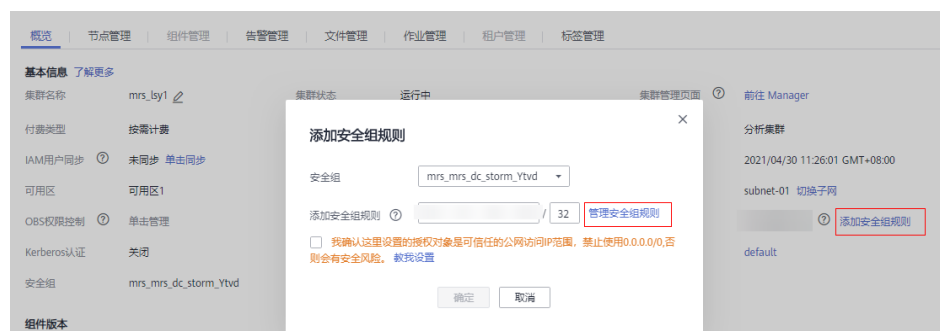 概览 节点管理 组件管理 告警管理 文件管理 作业管理 租户管理 标签管理
基本信息 了解更多
集群名称 mrs_lsy1 集群状态 运行中 集群管理页面 前往 Manager
付费类型 按需计费 分析集群
IAM用户同步 未同步 单击同步 2021/04/30 11:26:01 GMT+08:00
可用区 可用区1 subnet-01 切换子网
OBS权限控制 单击管理 添加安全组规则
Kerberos认证 关闭 default
安全组 mrs_mrs_dc_storm_Ytvd
组件版本
添加安全组规则
安全组 mrs_mrs_dc_storm_Ytvd
添加安全组规则 / 32 管理安全组规则
我确认这里设置的授权对象是可信任的公网访问IP范围，禁止使用0.0.0.0/0,否
则会有安全风险。 教我设置
确定 取消